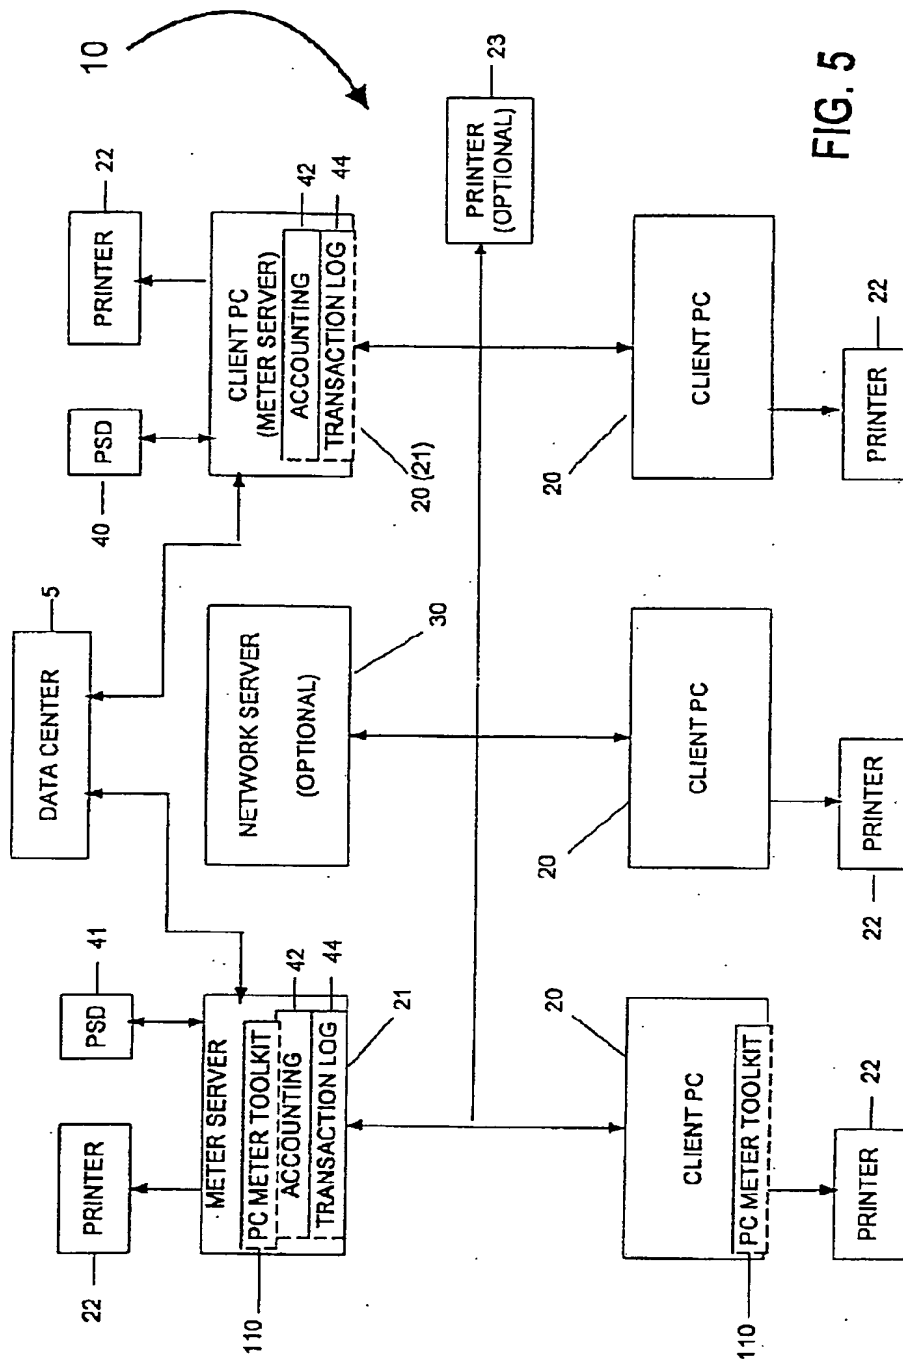 10
DATA CENTER
5
PRINTER
22
PSD
41
METER SERVER
PC METER TOOLKIT
ACCOUNTING
TRANSACTION LOG
42
44
21
110
NETWORK SERVER
(OPTIONAL)
30
PSD
40
PRINTER
22
CLIENT PC
(METER SERVER)
ACCOUNTING
TRANSACTION LOG
42
44
20 (21)
PRINTER
(OPTIONAL)
23
CLIENT PC
20
PC METER TOOLKIT
110
PRINTER
22
CLIENT PC
20
PRINTER
22
CLIENT PC
20
PRINTER
22
FIG. 5